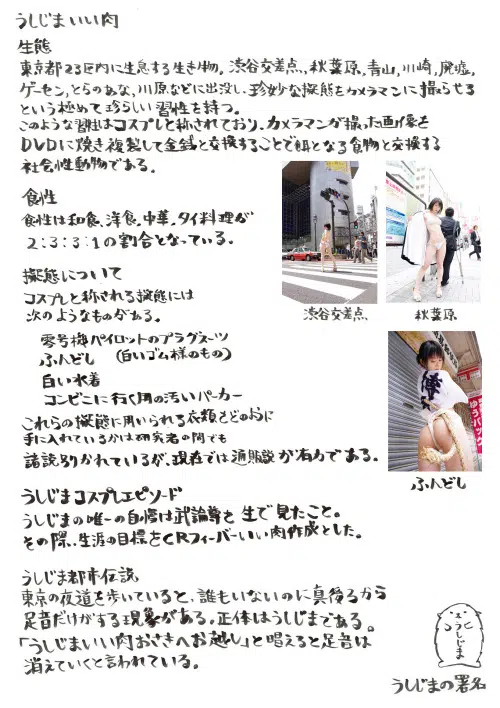 うしじまいい肉
生態
東京都23区内に生息する生き物。渋谷交差点、秋葉原、青山、川崎、廃墟、
ゲーセン、とらのあな、川原などに出没し、珍妙な擬態をカメラマンに撮らせる
という極めて珍らしい習性を持つ。
このような習性はコスプレと称されており、カメラマンが撮った画像を
DVDに焼き複製して金銭と交換することで餌となる食物と交換する
社会性動物である。
食性
食性は和食、洋食、中華、タイ料理が
2:3:3:1の割合となっている。
擬態について
コスプレと称される擬態には
次のようなものがある。
零号機パイロットのプラグスーツ
ふんどし (白いゴム様のもの)
白い水着
コンビニに行く用の汚いパーカー
これらの擬態に用いられる衣類をどのように
手に入れているかは研究者の間でも
諸説別かれているが、現在では通販説が有力である。
渋谷交差点、
秋葉原
ゆうパック
ふんどし
うしじまコスプレエピソード
うしじまの唯一の自慢は武論尊を生で見たこと。
その際、生涯の目標をCRフィーバーいい肉作成とした。
うしじま都市伝説
東京の夜道を歩いていると、誰もいないのに真後ろから
足音だけがする現象がある。正体はうしじまである。
「うしじまいい肉おさきへお越し」と唱えると足音は
消えていくと言われている。
うしじま
うしじまの署名